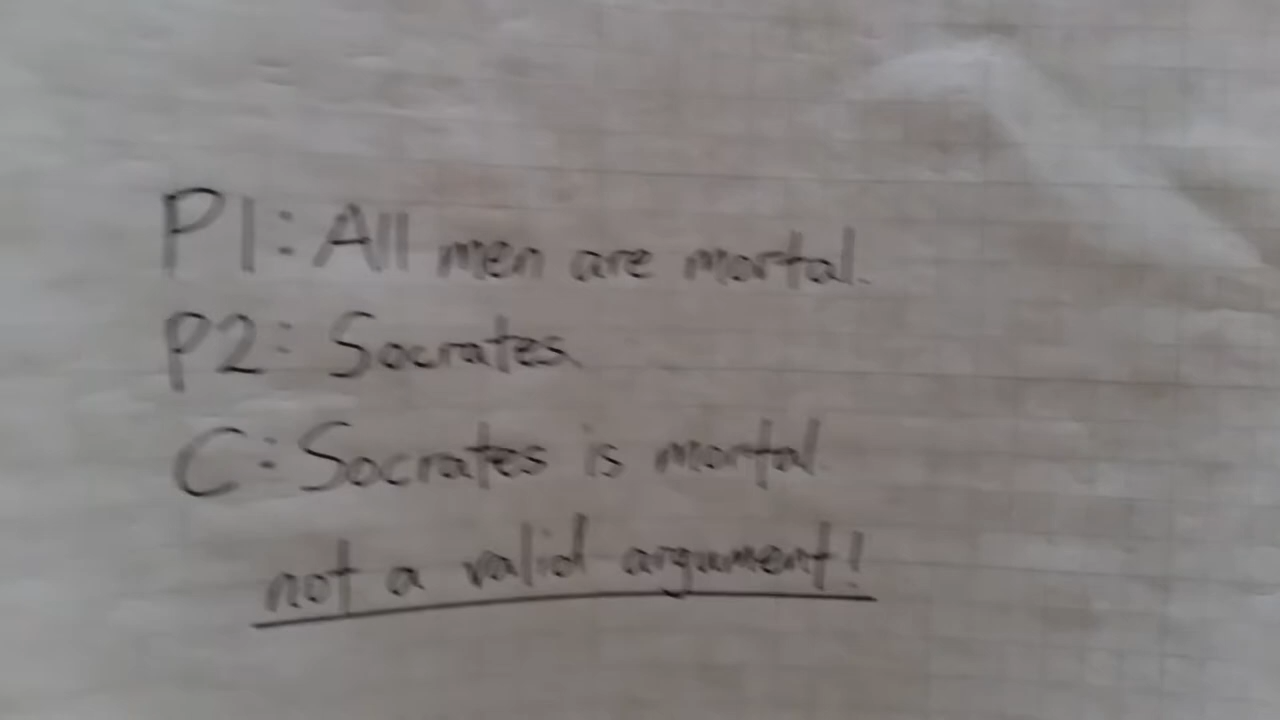 P1: All men are mortal.
P2: Socrates.
C: Socrates is mortal.
not a valid argument!